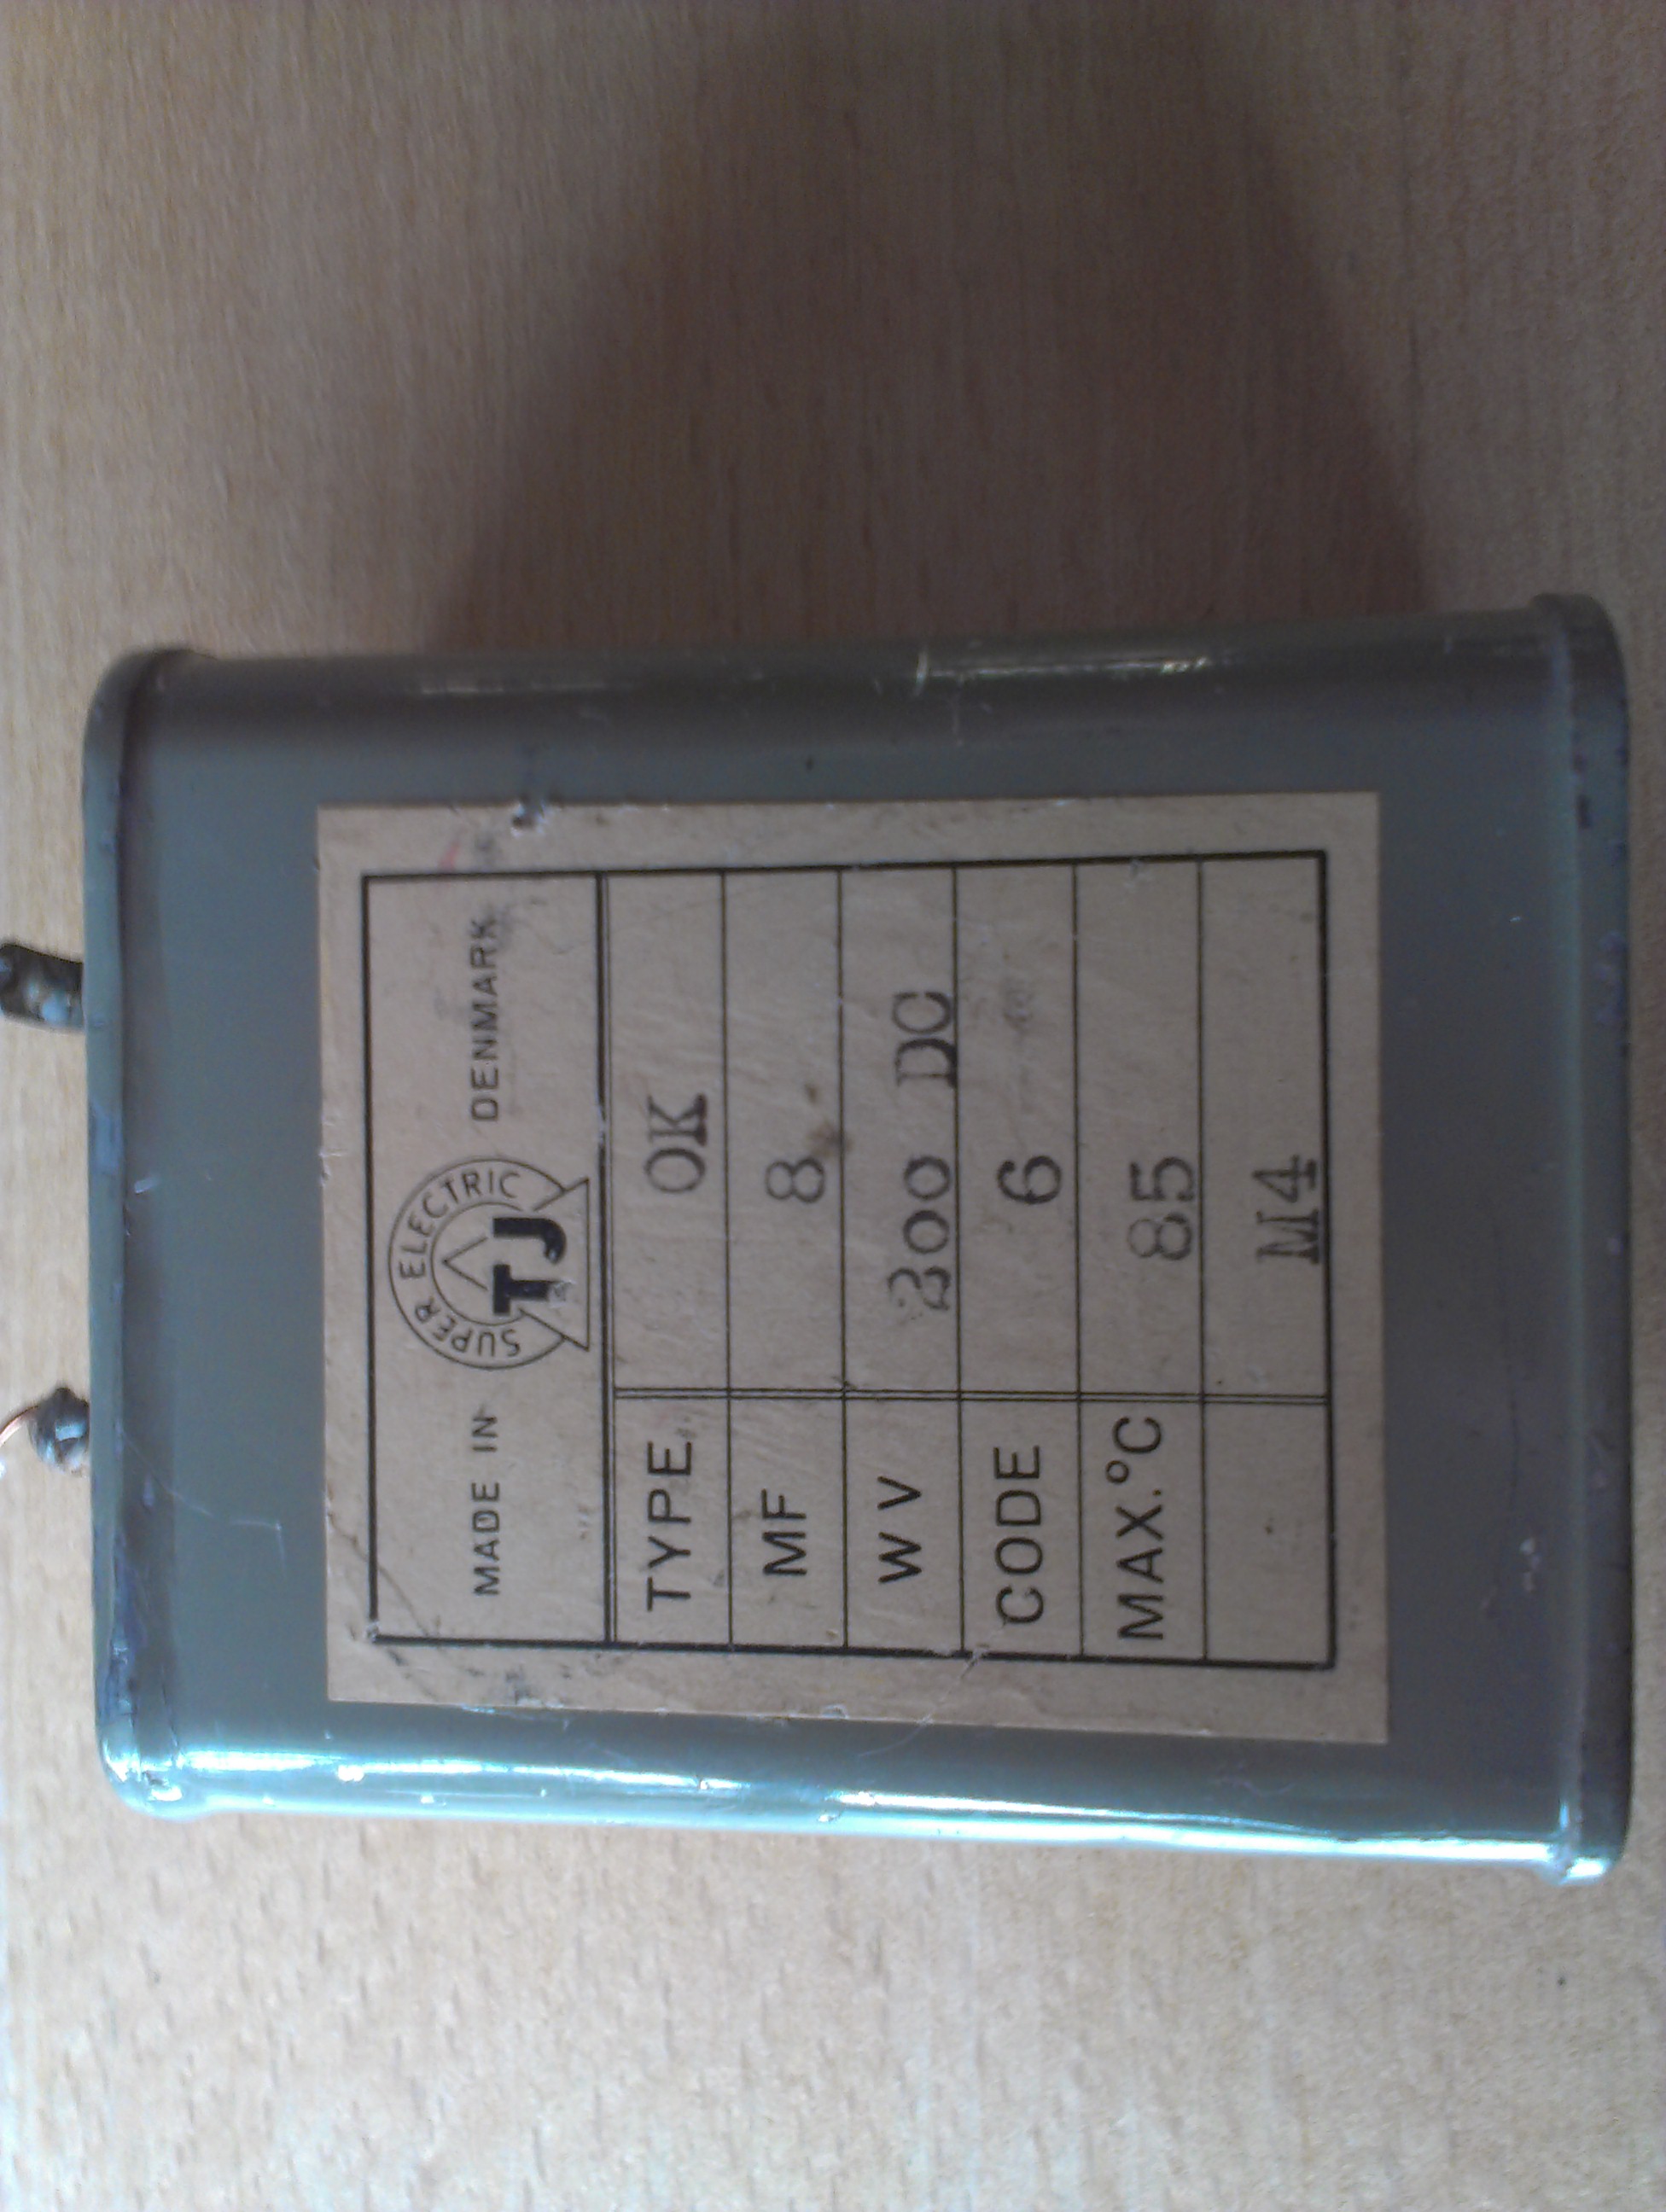 MADE IN SUPER ELECTRIC TJ DENMARK
TYPE OK
MF 8
W V 200 DC
CODE 6
MAX.°C 85
M4